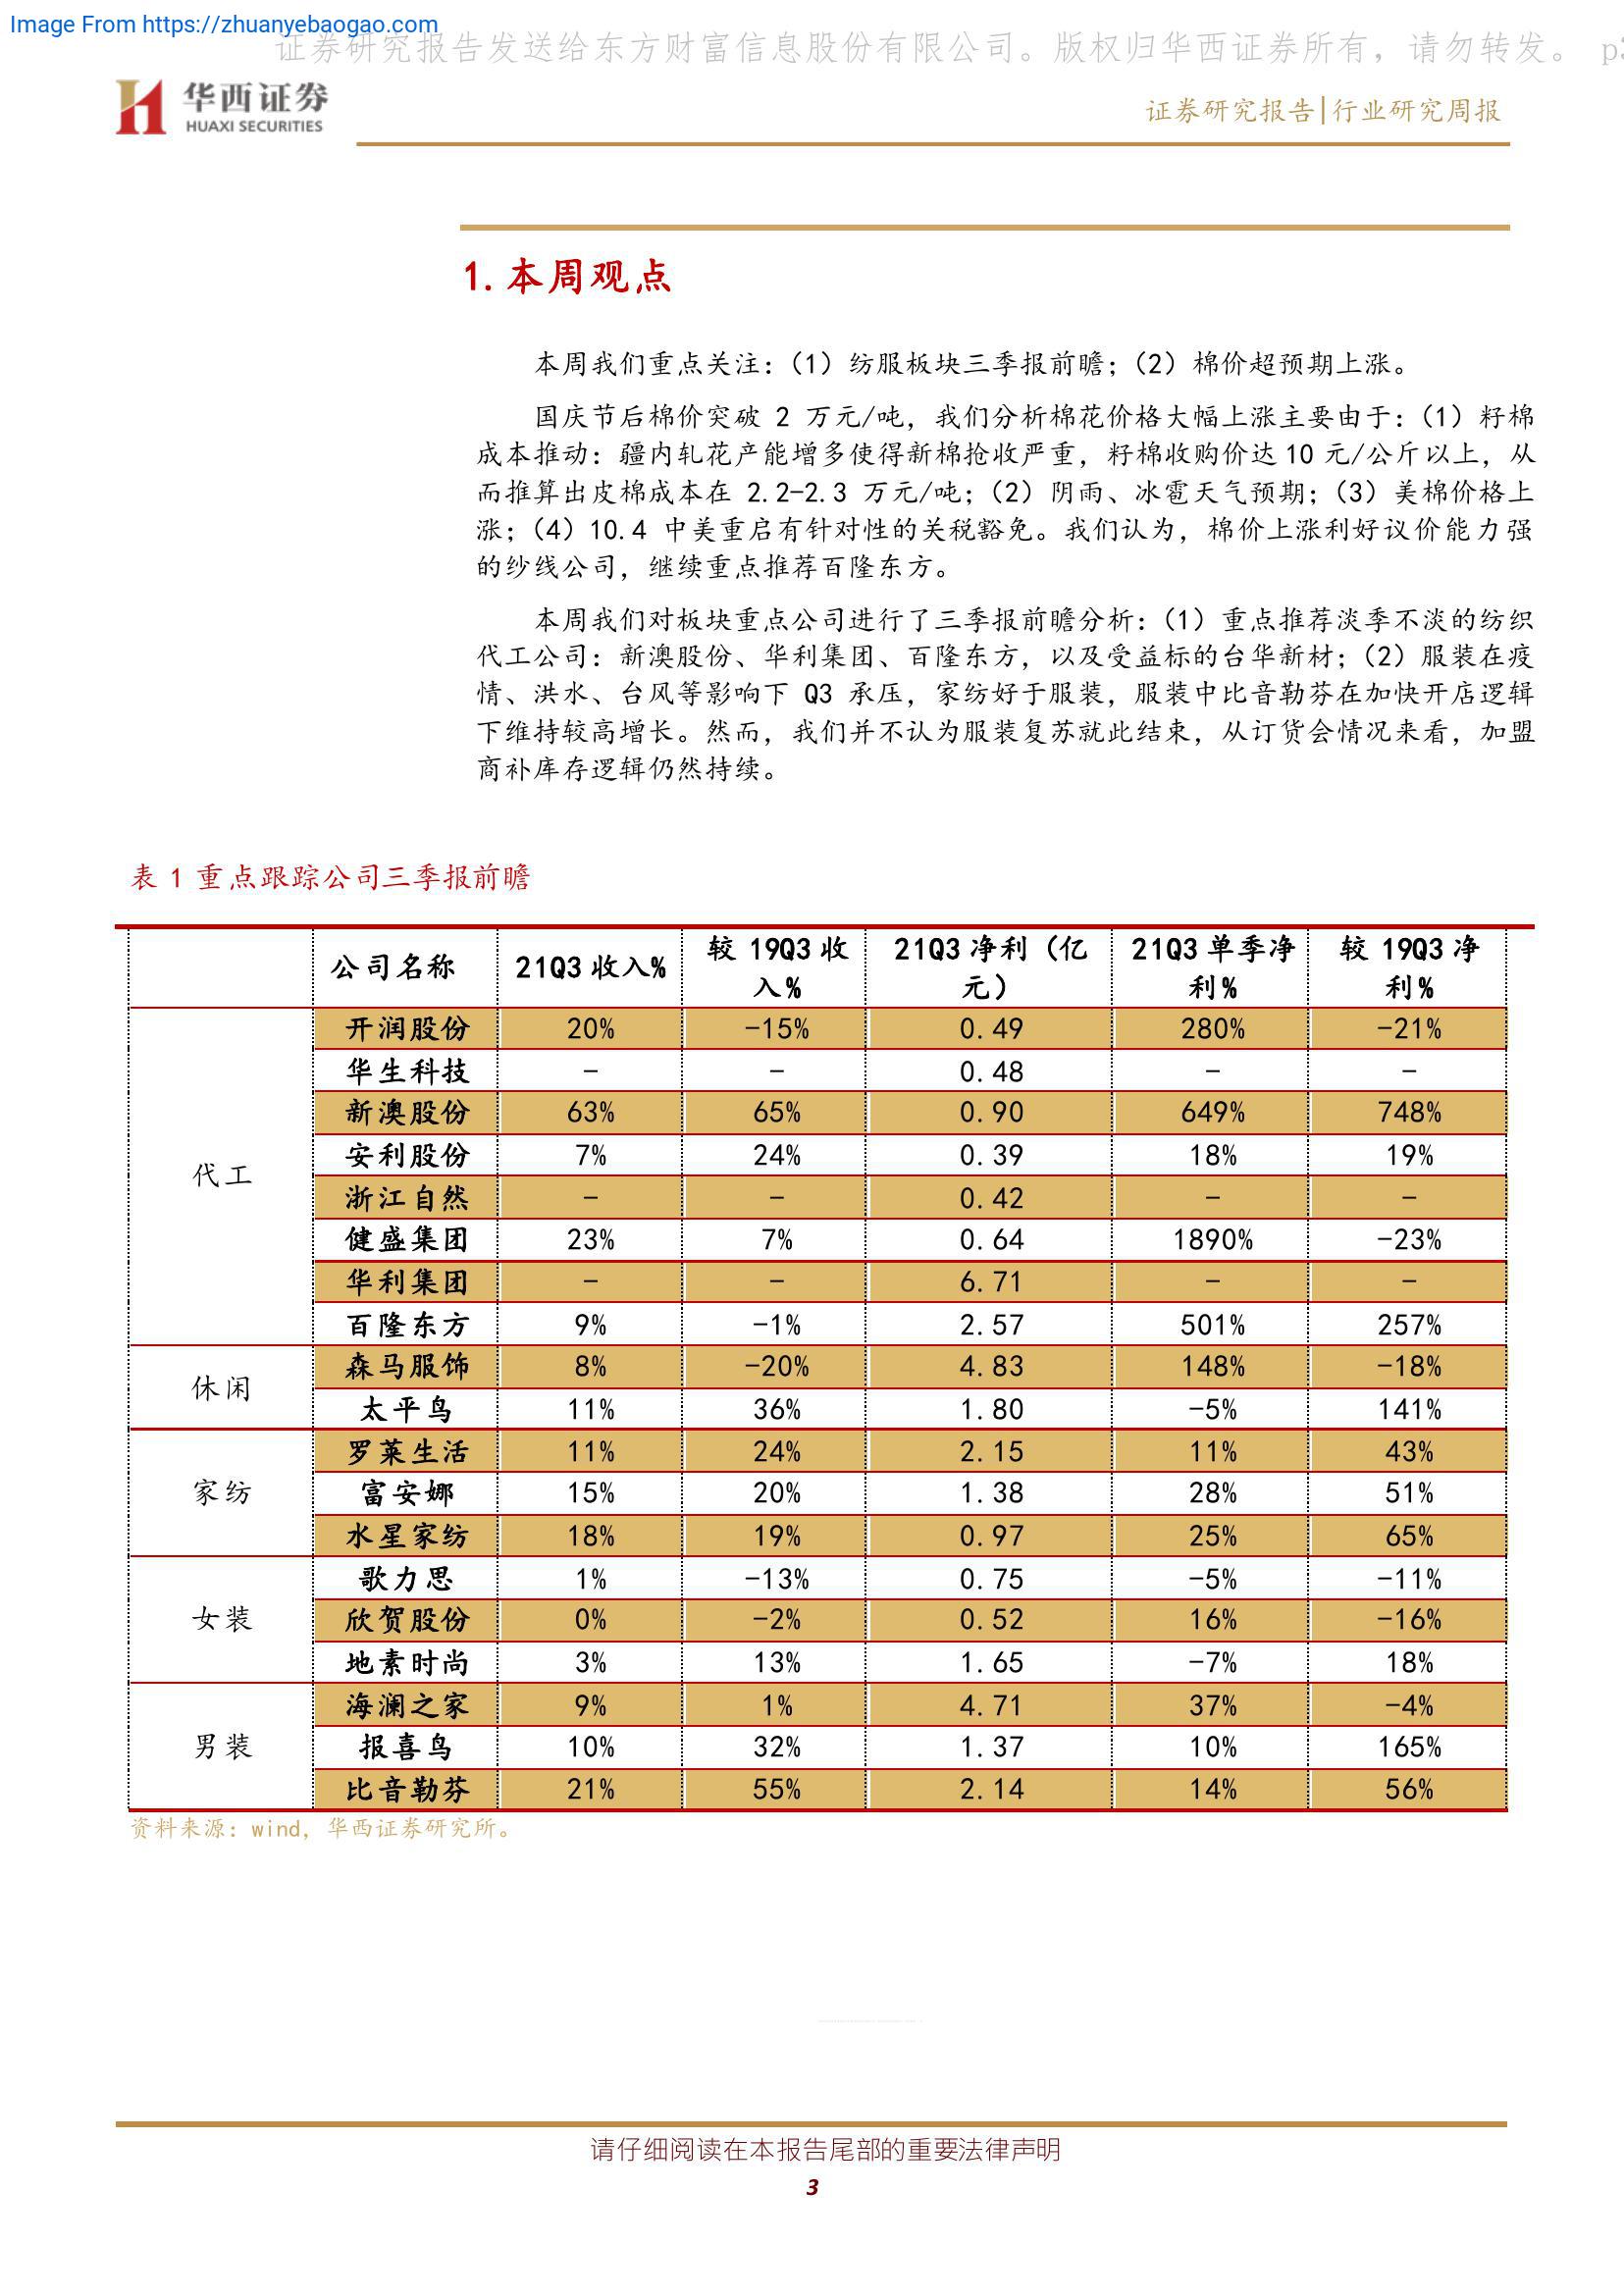 Image From https://zhuanyebaogao.com
证券研究报告发送给东方财富信息股份有限公司。版权归华西证券所有，请勿转发。 p3
华西证券
HUAXI SECURITIES
证券研究报告|行业研究周报
1.本周观点
本周我们重点关注：（1）纺服板块三季报前瞻；（2）棉价超预期上涨。
国庆节后棉价突破 2 万元/吨，我们分析棉花价格大幅上涨主要由于：（1）籽棉
成本推动：疆内轧花产能增多使得新棉抢收严重，籽棉收购价达 10 元/公斤以上，从
而推算出皮棉成本在 2.2-2.3 万元/吨；（2）阴雨、冰雹天气预期；（3）美棉价格上
涨；（4）10.4 中美重启有针对性的关税豁免。我们认为，棉价上涨利好议价能力强
的纱线公司，继续重点推荐百隆东方。
本周我们对板块重点公司进行了三季报前瞻分析：（1）重点推荐淡季不淡的纺织
代工公司：新澳股份、华利集团、百隆东方，以及受益标的台华新材；（2）服装在疫
情、洪水、台风等影响下 Q3 承压，家纺好于服装，服装中比音勒芬在加快开店逻辑
下维持较高增长。然而，我们并不认为服装复苏就此结束，从订货会情况来看，加盟
商补库存逻辑仍然持续。
表 1 重点跟踪公司三季报前瞻
公司名称 21Q3 收入% 较 19Q3 收入% 21Q3 净利（亿元） 21Q3 单季净利% 较 19Q3 净利%
代工
开润股份 20% -15% 0.49 280% -21%
华生科技 - - 0.48 - -
新澳股份 63% 65% 0.90 649% 748%
安利股份 7% 24% 0.39 18% 19%
浙江自然 - - 0.42 - -
健盛集团 23% 7% 0.64 1890% -23%
华利集团 - - 6.71 - -
百隆东方 9% -1% 2.57 501% 257%
休闲
森马服饰 8% -20% 4.83 148% -18%
太平鸟 11% 36% 1.80 -5% 141%
家纺
罗莱生活 11% 24% 2.15 11% 43%
富安娜 15% 20% 1.38 28% 51%
水星家纺 18% 19% 0.97 25% 65%
女装
歌力思 1% -13% 0.75 -5% -11%
欣贺股份 0% -2% 0.52 16% -16%
地素时尚 3% 13% 1.65 -7% 18%
男装
海澜之家 9% 1% 4.71 37% -4%
报喜鸟 10% 32% 1.37 10% 165%
比音勒芬 21% 55% 2.14 14% 56%
资料来源：wind，华西证券研究所。
请仔细阅读在本报告尾部的重要法律声明
3